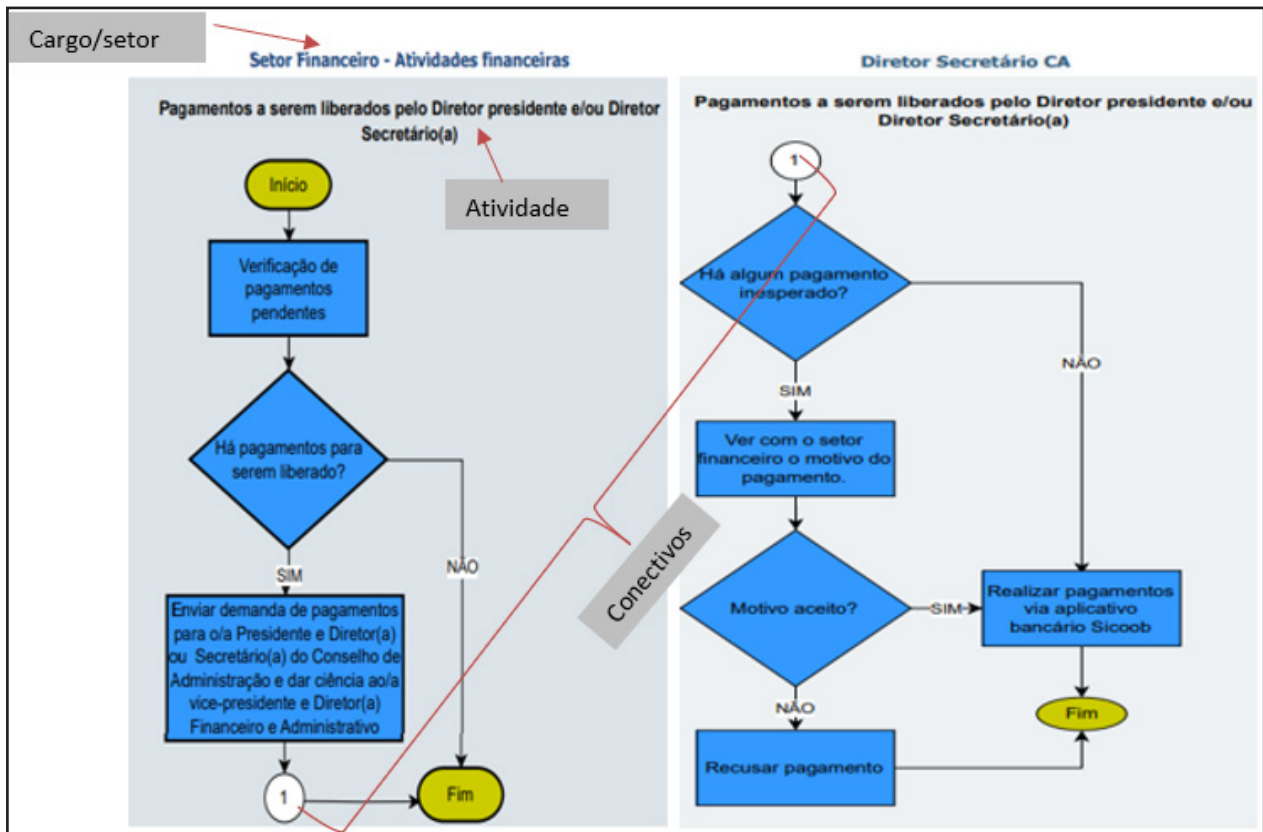 Cargo/setor
Setor Financeiro - Atividades financeiras
Pagamentos a serem liberados pelo Diretor presidente e/ou Diretor
Secretário(a)
Atividade
Início
Verificação de
pagamentos
pendentes
Há pagamentos para
serem liberado?
NÃO
SIM
Enviar demanda de pagamentos
para o/a Presidente e Diretor(a)
ou Secretário(a) do Conselho de
Administração e dar ciência ao/a
vice-presidente e Diretor(a)
Financeiro e Administrativo
1
Fim
Conectivos
Diretor Secretário CA
Pagamentos a serem liberados pelo Diretor presidente e/ou
Diretor Secretário(a)
1
Há algum pagamento
inesperado?
NÃO
SIM
Ver com o setor
financeiro o motivo do
pagamento.
Motivo aceito?
SIM
Realizar pagamentos
via aplicativo
bancário Sicoob
NÃO
Recusar pagamento
Fim